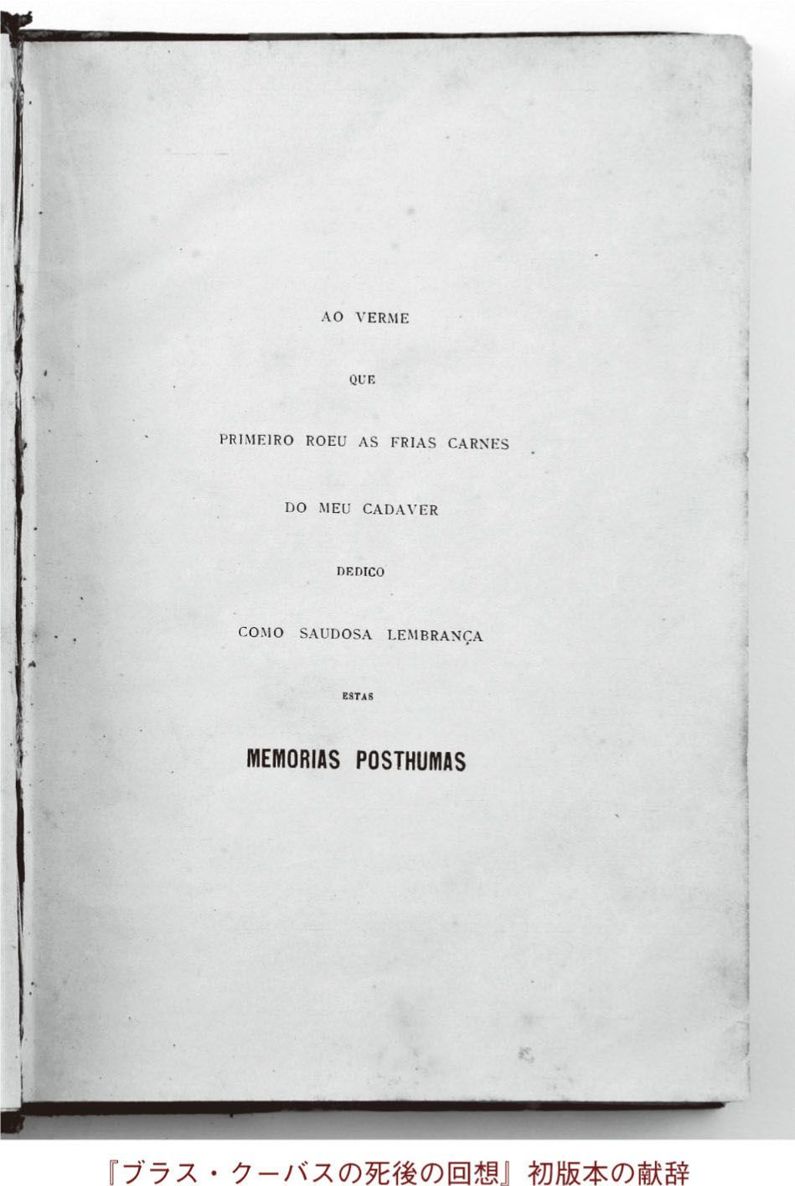 AO VERME
QUE
PRIMEIRO ROEU AS FRIAS CARNES
DO MEU CADAVER
DEDICO
COMO SAUDOSA LEMBRANÇA
ESTAS
MEMORIAS POSTHUMAS
『ブラス・クーバスの死後の回想』初版本の献辞